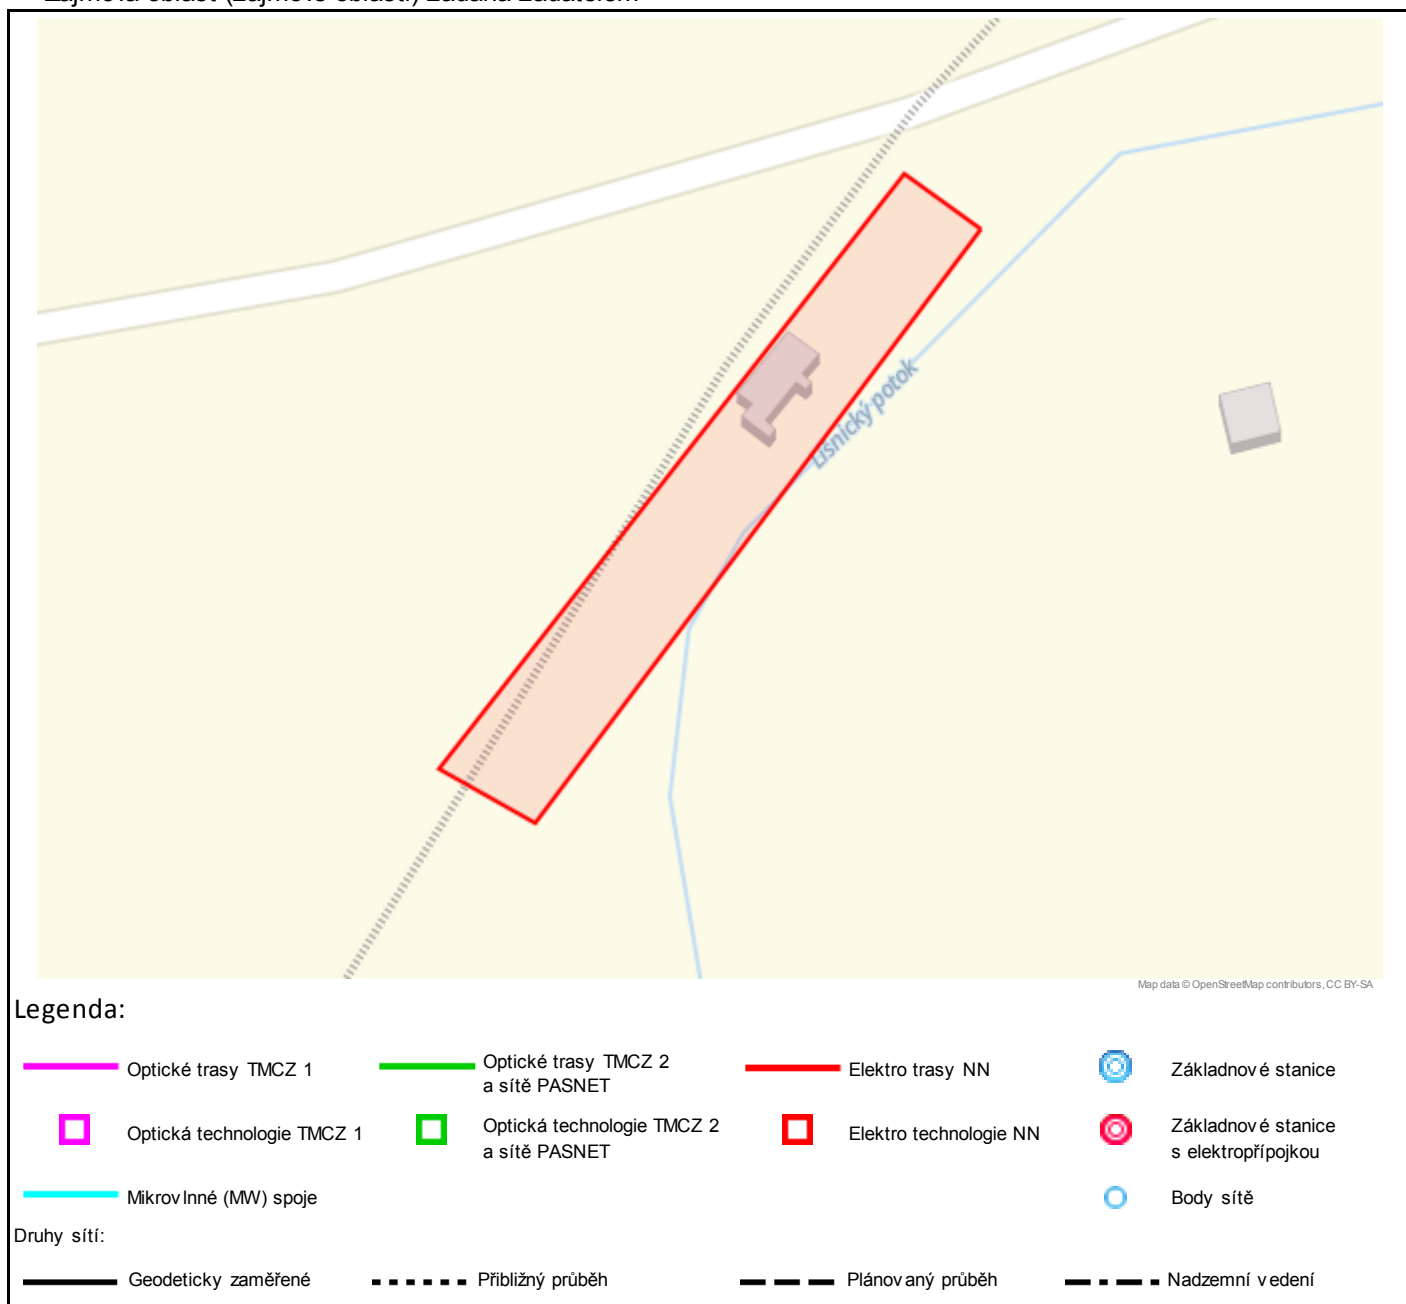 Lišnický potok
Map data © OpenStreetMap contributors, CC BY-SA
Legenda:
Optické trasy TMCZ 1
Optické trasy TMCZ 2
a sítě PASNET
Elektro trasy NN
Základnové stanice
Optická technologie TMCZ 1
Optická technologie TMCZ 2
a sítě PASNET
Elektro technologie NN
Základnové stanice
s elektropřípojkou
Mikrovlnné (MW) spoje
Body sítě
Druhy sítí:
Geodeticky zaměřené
Přibližný průběh
Plánovaný průběh
Nadzemní vedení